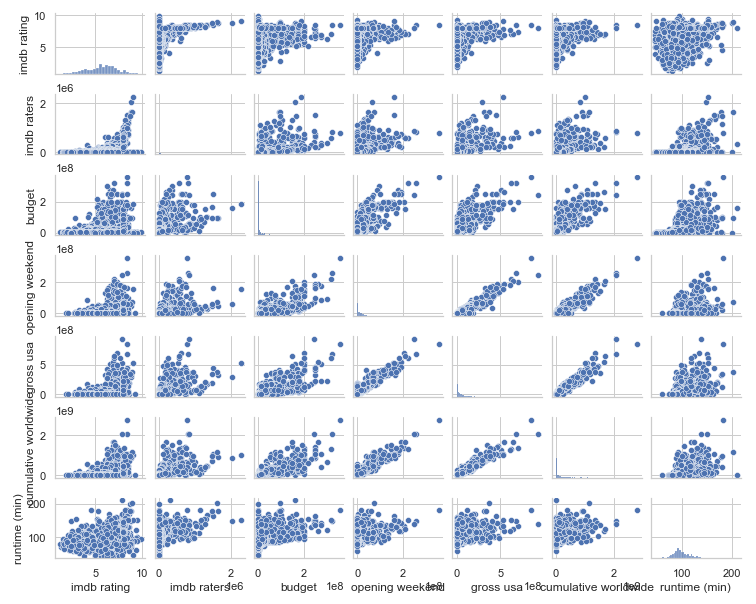 imdb rating
10
5
1e6
imdb raters
2
0
1e8
budget
2
0
1e8
opening weekend
2
0
1e8
gross usa
5
0
1e9
cumulative worldwide
2
0
runtime (min)
200
100
5 10 0 2 0 2 0 2 0 5 0 2 100 200
1e6 1e8 1e8 1e8 1e9
imdb rating imdb raters budget opening weekend gross usa cumulative worldwide runtime (min)